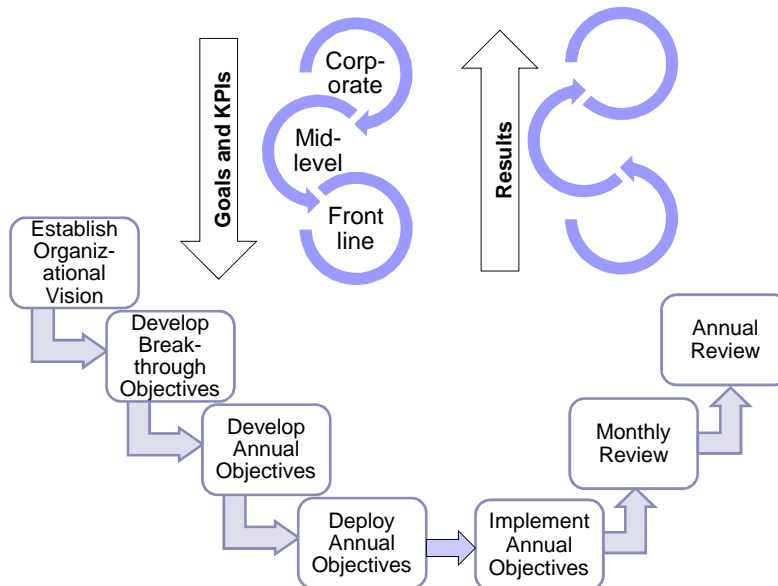 Goals and KPIs
Corp-
orate
Mid-
level
Front
line
Results
Establish
Organiz-
ational
Vision
Develop
Break-
through
Objectives
Develop
Annual
Objectives
Deploy
Annual
Objectives
Implement
Annual
Objectives
Monthly
Review
Annual
Review